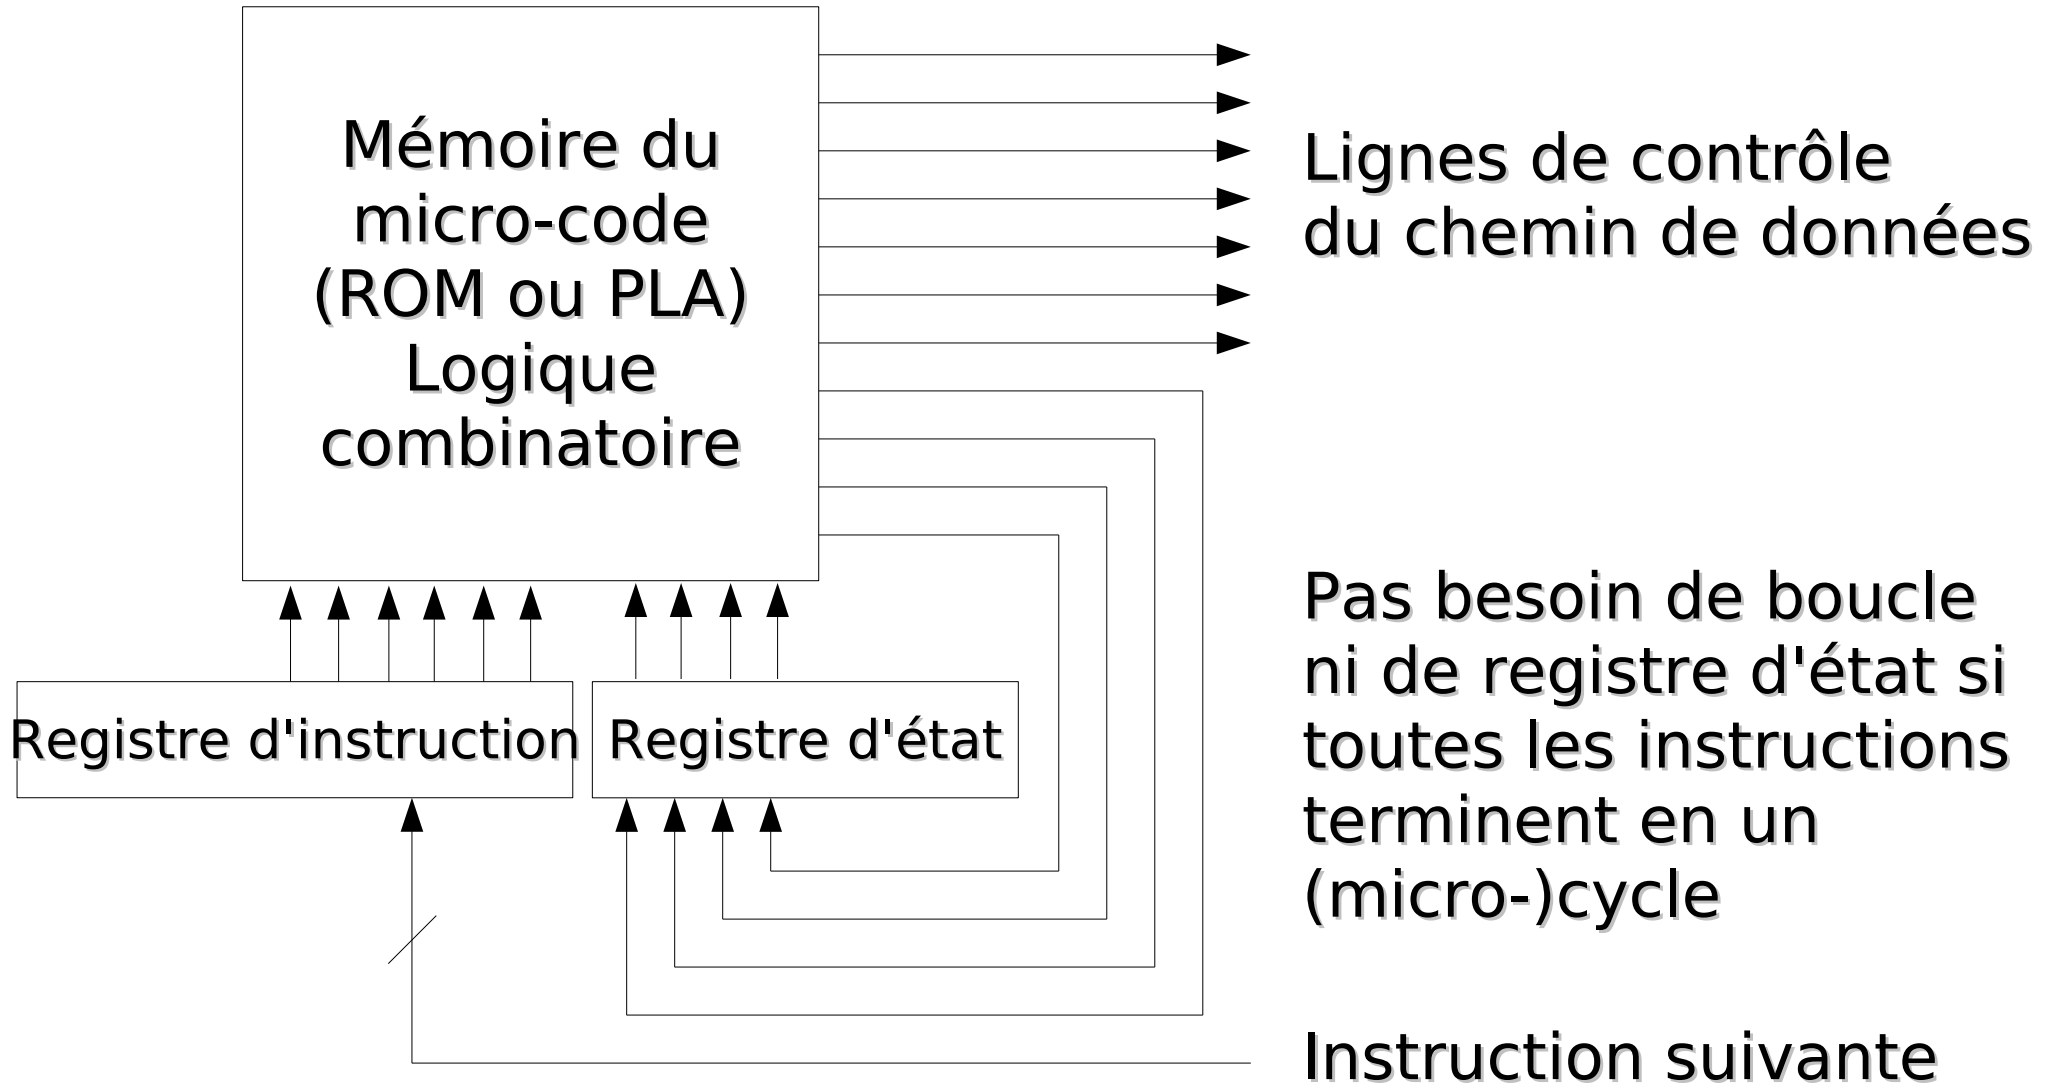 Mémoire du
micro-code
(ROM ou PLA)
Logique
combinatoire
Lignes de contrôle
du chemin de données
Registre d'instruction
Registre d'état
Pas besoin de boucle
ni de registre d'état si
toutes les instructions
terminent en un
(micro-)cycle
Instruction suivante